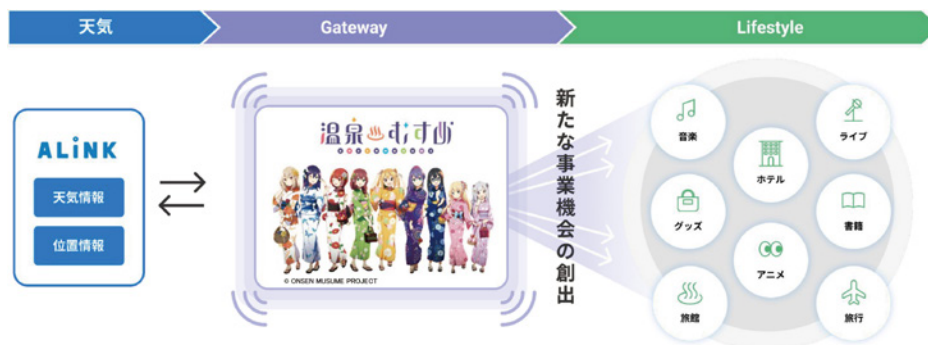 天気
Gateway
Lifestyle
ALiNK
天気情報
位置情報
温泉むすめ
© ONSEN MUSUME PROJECT
新たな事業機会の創出
音楽
ライブ
ホテル
グッズ
書籍
アニメ
旅館
旅行